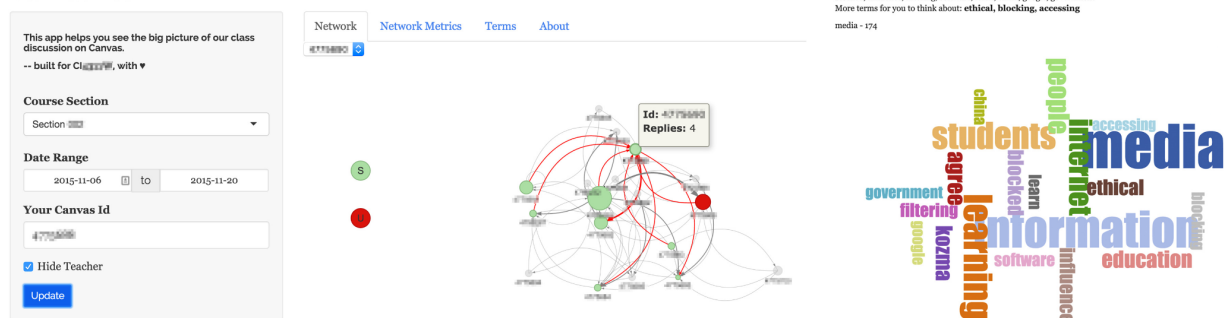 This app helps you see the big picture of our class
discussion on Canvas.
-- built for Cl , with ♥
Course Section
Section
Date Range
2015-11-06 to 2015-11-20
Your Canvas Id
Hide Teacher
Update
Network Network Metrics Terms About
Id:
Replies: 4
S
U
More terms for you to think about: ethical, blocking, accessing
media - 174
people
china
students
internet
accessing
media
agree
blocked
learn
ethical
government
filtering
learning
information
blocking
google
kozma
software
influence
education